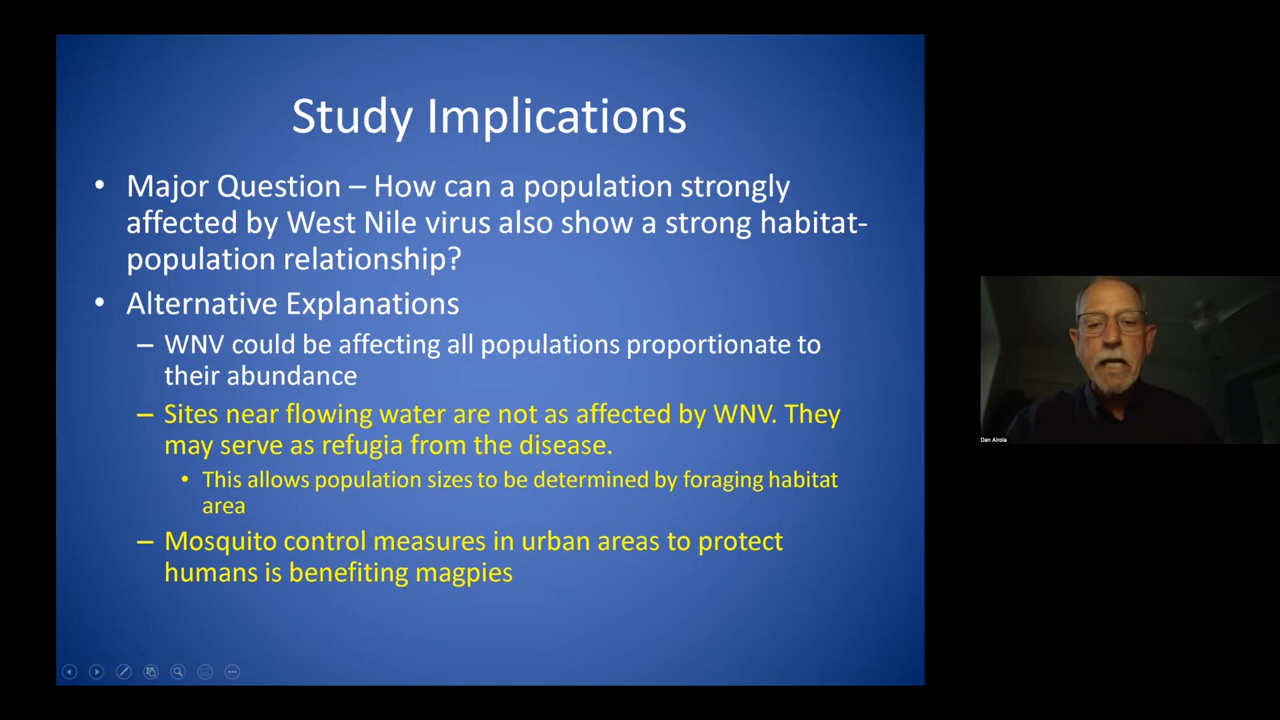 Study Implications
• Major Question – How can a population strongly
affected by West Nile virus also show a strong habitat-
population relationship?
• Alternative Explanations
– WNV could be affecting all populations proportionate to
their abundance
– Sites near flowing water are not as affected by WNV. They
may serve as refugia from the disease.
• This allows population sizes to be determined by foraging habitat
area
– Mosquito control measures in urban areas to protect
humans is benefiting magpies
Dan Airola